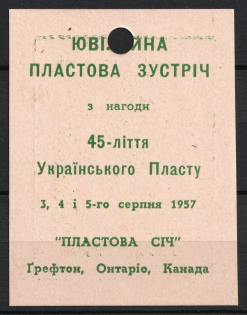 ЮВІЛЕЙНА
ПЛАСТОВА ЗУСТРІЧ
з нагоди
45-ліття
Українського Пласту
3, 4 і 5-го серпня 1957
"ПЛАСТОВА СІЧ"
Ґрефтон, Онтаріо, Канада